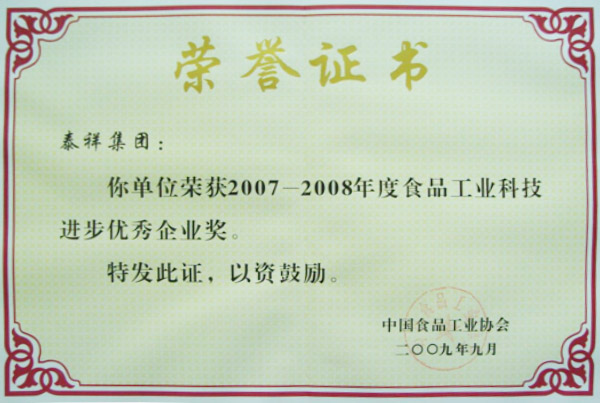 荣誉证书
泰祥集团：
你单位荣获2007—2008年度食品工业科技
进步优秀企业奖。
特发此证，以资鼓励。
中国食品工业协会
二〇〇九年九月